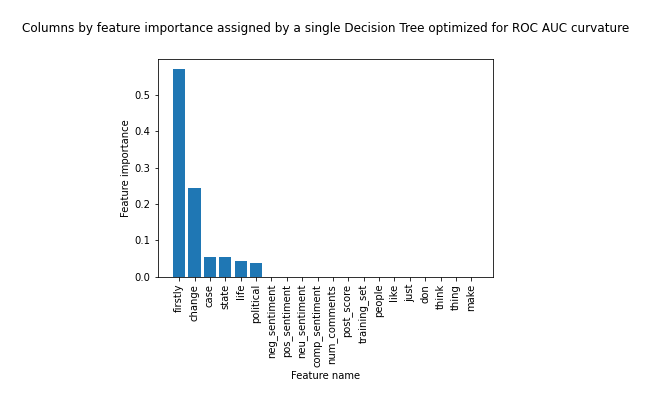 Columns by feature importance assigned by a single Decision Tree optimized for ROC AUC curvature
Feature importance
0.5
0.4
0.3
0.2
0.1
0.0
firstly
change
case
state
life
political
neg_sentiment
pos_sentiment
neu_sentiment
comp_sentiment
num_comments
post_score
training_set
people
like
just
don
think
thing
make
Feature name